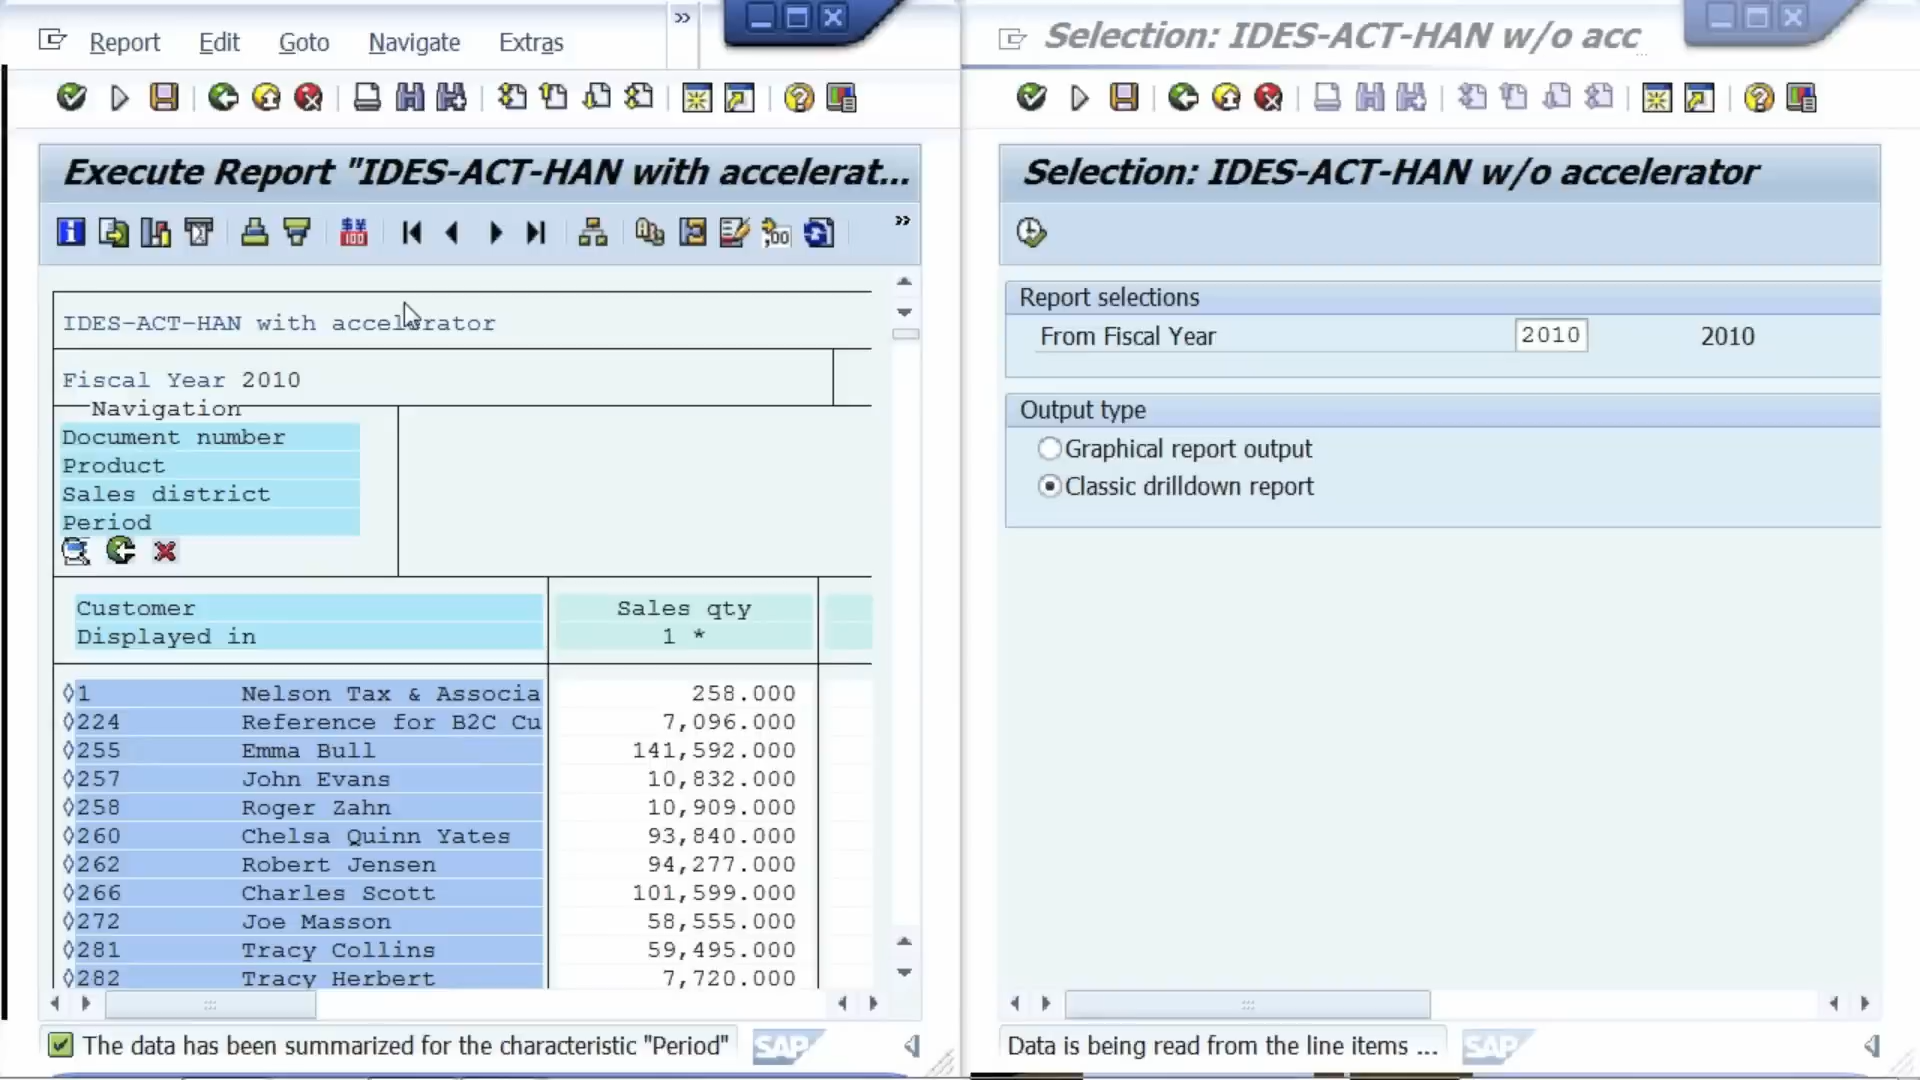 Report Edit Goto Navigate Extras
Execute Report "IDES-ACT-HAN with accelerat...
IDES-ACT-HAN with accelerator
Fiscal Year 2010
Navigation
Document number
Product
Sales district
Period
Customer Sales qty
Displayed in 1 *
1 Nelson Tax & Associa 258.000
224 Reference for B2C Cu 7,096.000
255 Emma Bull 141,592.000
257 John Evans 10,832.000
258 Roger Zahn 10,909.000
260 Chelsa Quinn Yates 93,840.000
262 Robert Jensen 94,277.000
266 Charles Scott 101,599.000
272 Joe Masson 58,555.000
281 Tracy Collins 59,495.000
282 Tracy Herbert 7,720.000
The data has been summarized for the characteristic "Period" SAP
Selection: IDES-ACT-HAN w/o acc
Selection: IDES-ACT-HAN w/o accelerator
Report selections
From Fiscal Year 2010 2010
Output type
Graphical report output
Classic drilldown report
Data is being read from the line items ... SAP